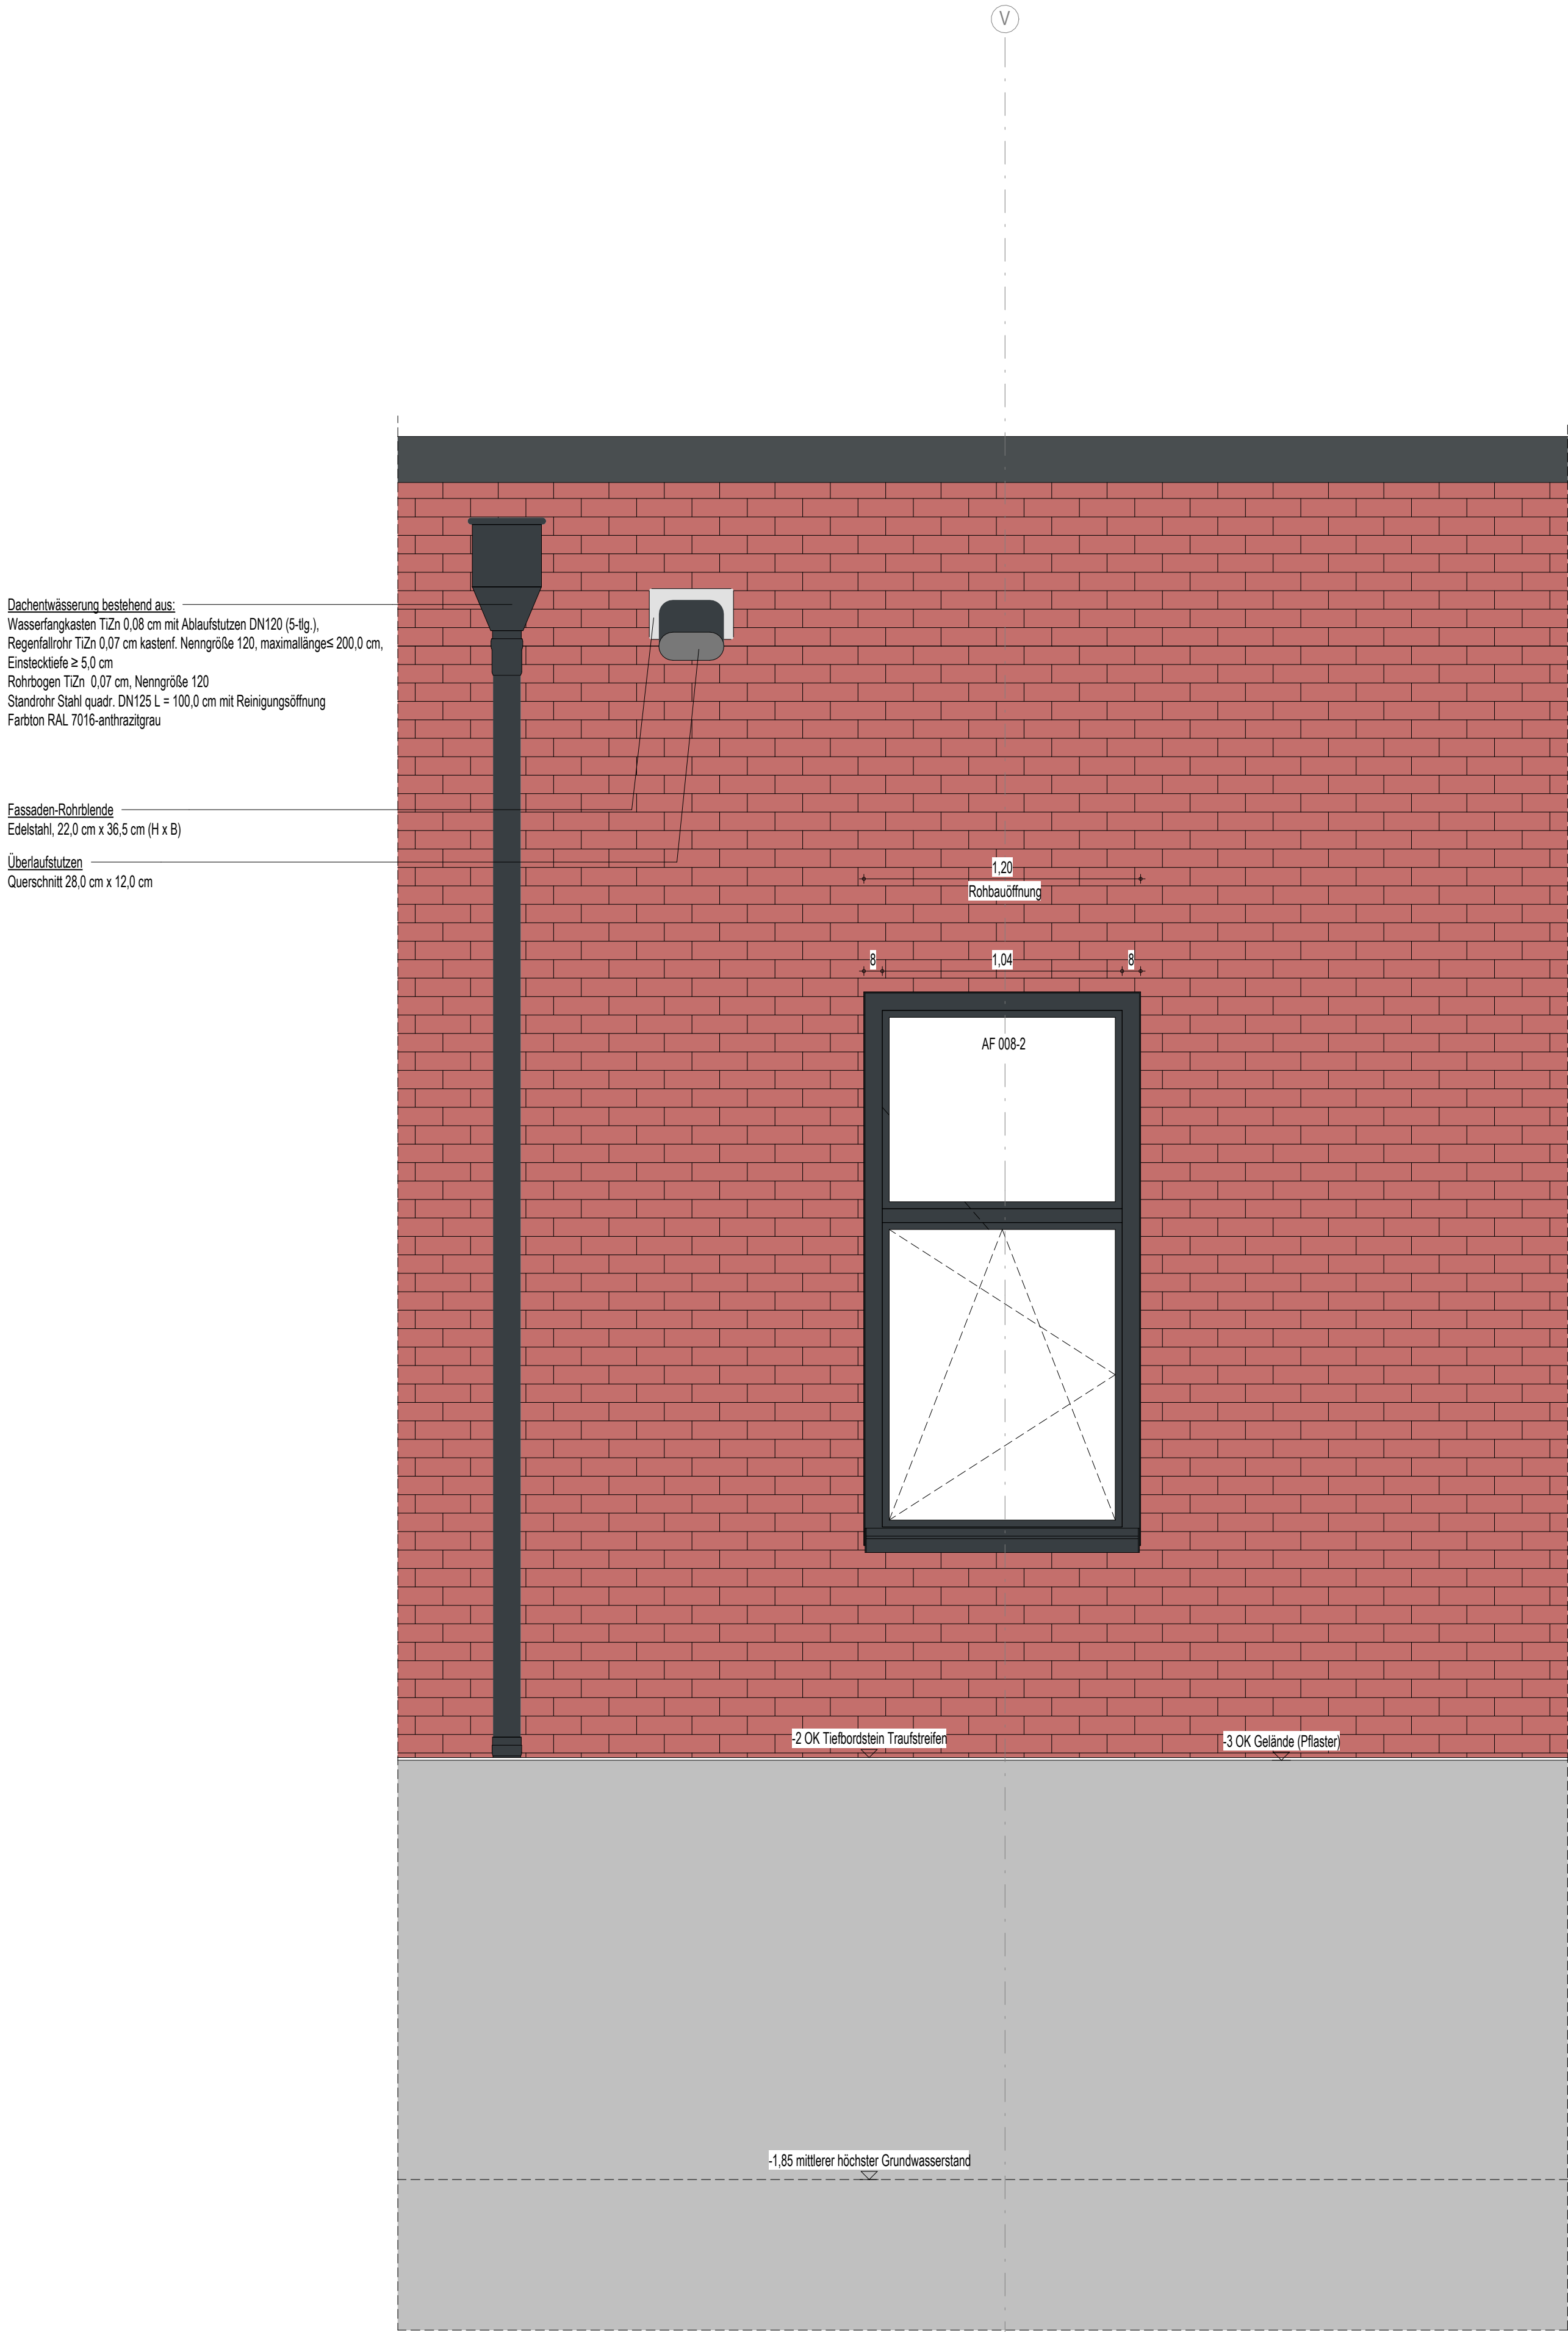 V
Dachentwässerung bestehend aus:
Wasserfangkasten TiZn 0,08 cm mit Ablaufstutzen DN120 (5-tlg.),
Regenfallrohr TiZn 0,07 cm kastenf. Nenngröße 120, maximallänge≤ 200,0 cm,
Einstecktiefe ≥ 5,0 cm
Rohrbogen TiZn 0,07 cm, Nenngröße 120
Standrohr Stahl quadr. DN125 L = 100,0 cm mit Reinigungsöffnung
Farbton RAL 7016-anthrazitgrau
Fassaden-Rohrblende
Edelstahl, 22,0 cm x 36,5 cm (H x B)
Überlaufstutzen
Querschnitt 28,0 cm x 12,0 cm
1,20
Rohbauöffnung
8 1,04 8
AF 008-2
-2 OK Tiefbordstein Traufstreifen
-3 OK Gelände (Pflaster)
-1,85 mittlerer höchster Grundwasserstand